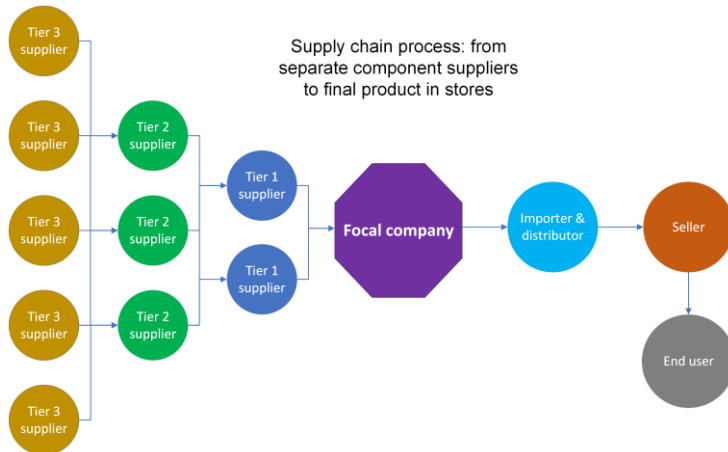 Supply chain process: from
separate component suppliers
to final product in stores
Tier 3
supplier
Tier 3
supplier
Tier 3
supplier
Tier 3
supplier
Tier 3
supplier
Tier 2
supplier
Tier 2
supplier
Tier 2
supplier
Tier 1
supplier
Tier 1
supplier
Focal company
Importer &
distributor
Seller
End user